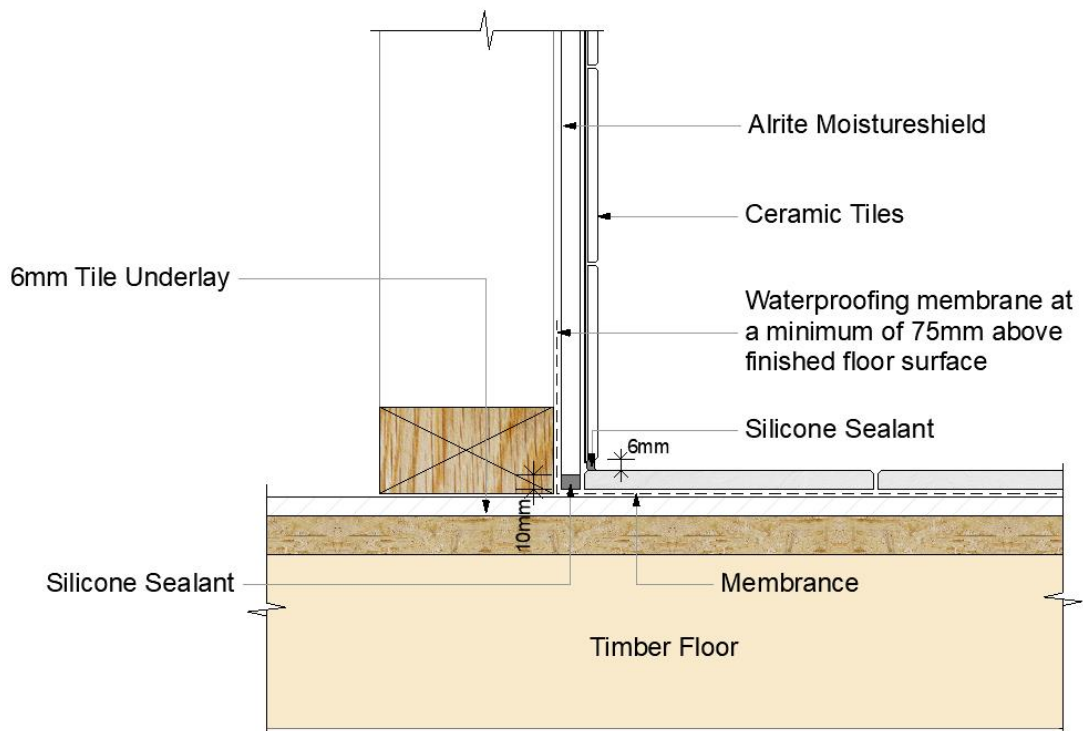 Alrite Moistureshield
Ceramic Tiles
6mm Tile Underlay
Waterproofing membrane at
a minimum of 75mm above
finished floor surface
Silicone Sealant
6mm
10mm
Silicone Sealant
Membrance
Timber Floor